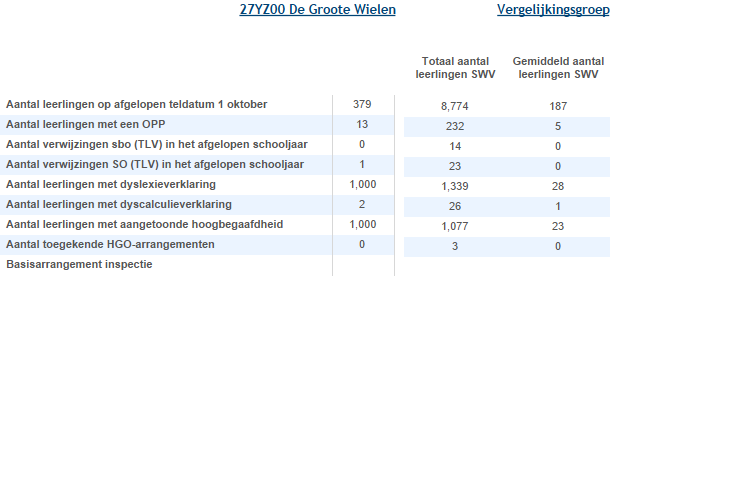 27YZ00 De Groote Wielen Vergelijkingsgroep
Totaal aantal Gemiddeld aantal
leerlingen SWV leerlingen SWV
Aantal leerlingen op afgelopen teldatum 1 oktober 379 8,774 187
Aantal leerlingen met een OPP 13 232 5
Aantal verwijzingen sbo (TLV) in het afgelopen schooljaar 0 14 0
Aantal verwijzingen SO (TLV) in het afgelopen schooljaar 1 23 0
Aantal leerlingen met dyslexieverklaring 1,000 1,339 28
Aantal leerlingen met dyscalculieverklaring 2 26 1
Aantal leerlingen met aangetoonde hoogbegaafdheid 1,000 1,077 23
Aantal toegekende HGO-arrangementen 0 3 0
Basisarrangement inspectie